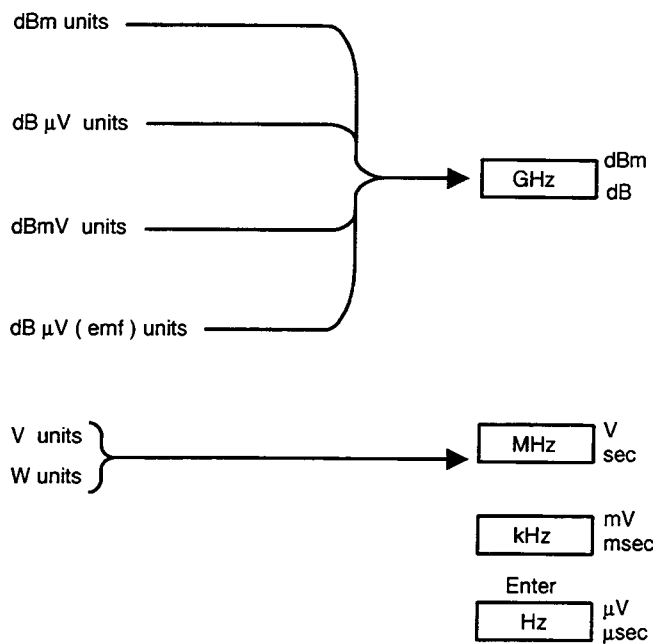 dBm units
dB μV units
dBmV units
dB μV ( emf ) units
GHz
dBm
dB
V units
W units
MHz
V
sec
kHz
mV
msec
Enter
Hz
μV
μsec